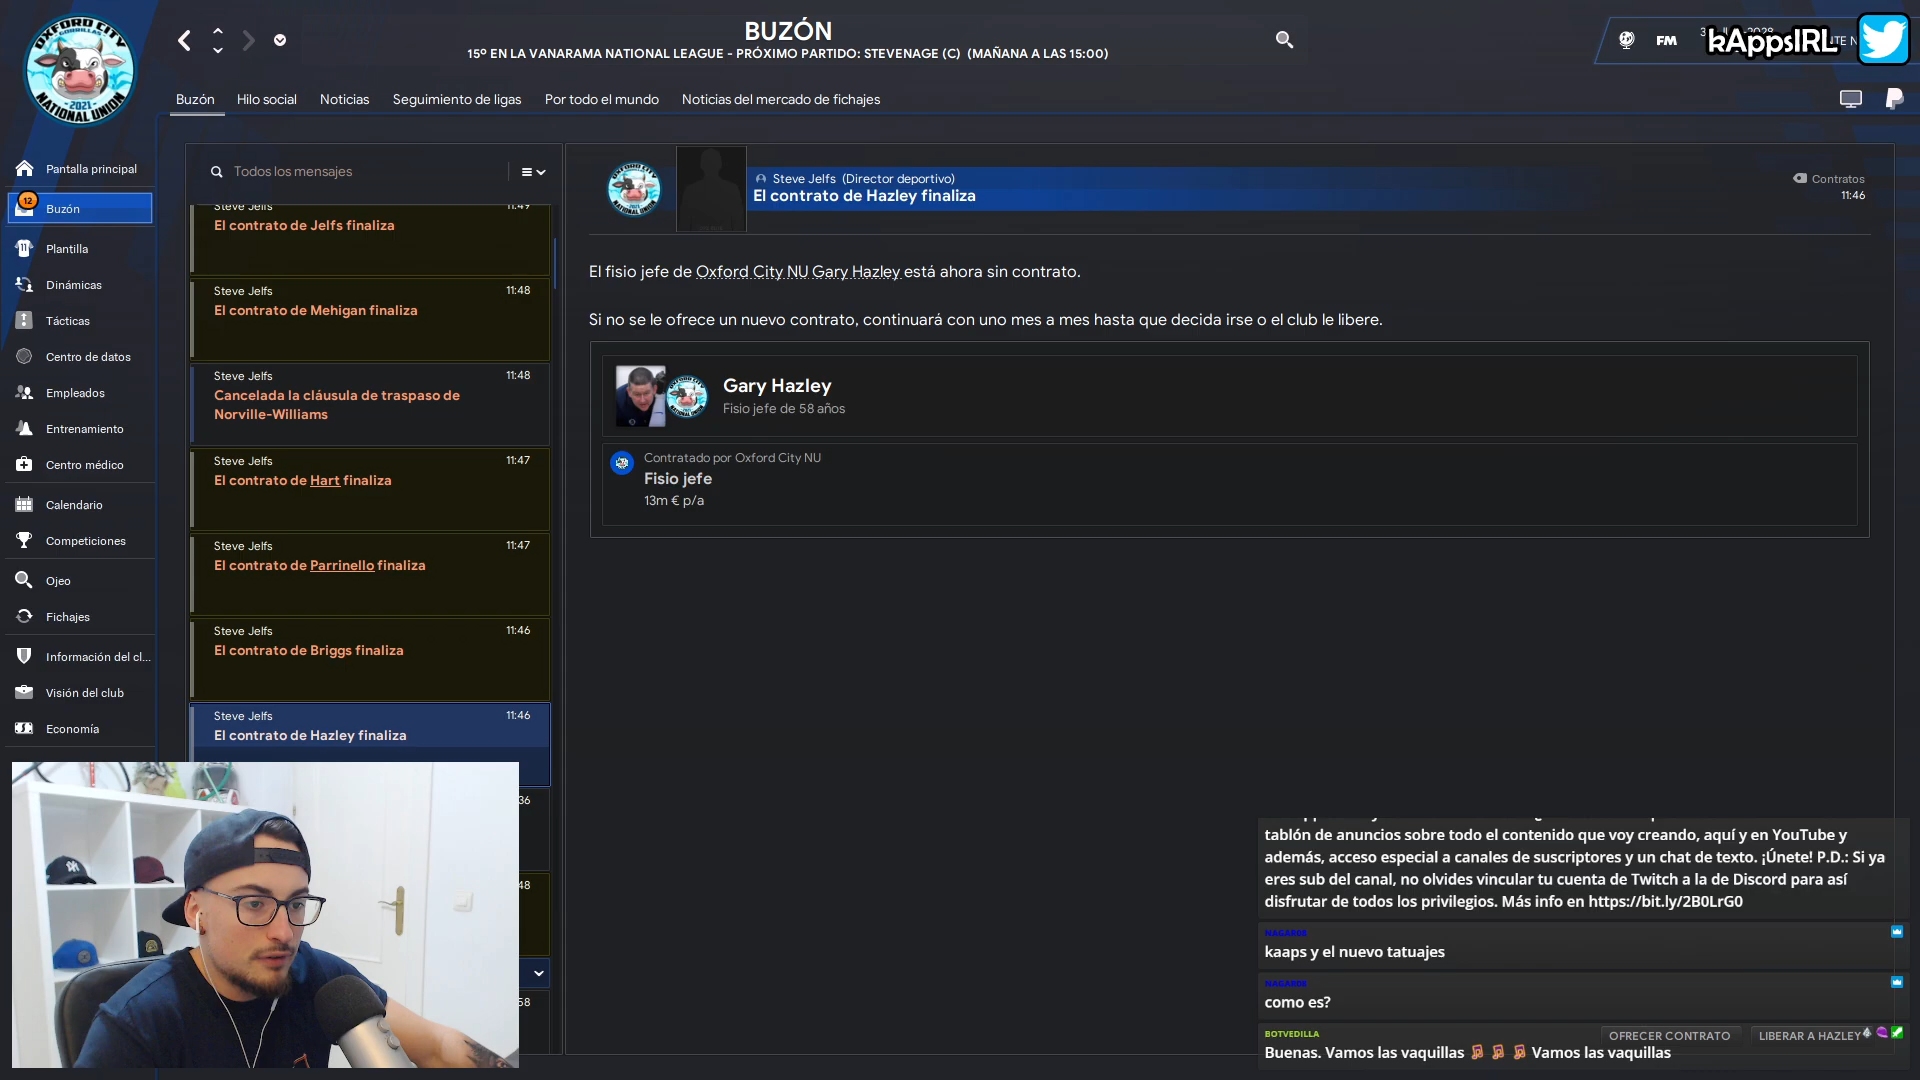 OXFORD CITY
GORRILLAS
-2021-
NATIONAL UNION
BUZÓN
15º EN LA VANARAMA NATIONAL LEAGUE - PRÓXIMO PARTIDO: STEVENAGE (C) (MAÑANA A LAS 15:00)
FM
kAppsIRL
Buzón
Hilo social
Noticias
Seguimiento de ligas
Por todo el mundo
Noticias del mercado de fichajes
Pantalla principal
12
Buzón
Plantilla
Dinámicas
Tácticas
Centro de datos
Empleados
Entrenamiento
Centro médico
Calendario
Competiciones
Ojeo
Fichajes
Información del cl...
Visión del club
Economía
Todos los mensajes
Steve Jelfs 11:49
El contrato de Jelfs finaliza
Steve Jelfs 11:48
El contrato de Mehigan finaliza
Steve Jelfs 11:48
Cancelada la cláusula de traspaso de
Norville-Williams
Steve Jelfs 11:47
El contrato de Hart finaliza
Steve Jelfs 11:47
El contrato de Parrinello finaliza
Steve Jelfs 11:46
El contrato de Briggs finaliza
Steve Jelfs 11:46
El contrato de Hazley finaliza
36
48
58
Steve Jelfs (Director deportivo)
El contrato de Hazley finaliza
Contratos
11:46
El fisio jefe de Oxford City NU Gary Hazley está ahora sin contrato.
Si no se le ofrece un nuevo contrato, continuará con uno mes a mes hasta que decida irse o el club le libere.
Gary Hazley
Fisio jefe de 58 años
Contratado por Oxford City NU
Fisio jefe
13m € p/a
tablón de anuncios sobre todo el contenido que voy creando, aquí y en YouTube y
además, acceso especial a canales de suscriptores y un chat de texto. ¡Únete! P.D.: Si ya
eres sub del canal, no olvides vincular tu cuenta de Twitch a la de Discord para así
disfrutar de todos los privilegios. Más info en https://bit.ly/2B0LrG0
kaaps y el nuevo tatuajes
como es?
BOTVEDILLA
OFRECER CONTRATO
LIBERAR A HAZLEY
Buenas. Vamos las vaquillas Vamos las vaquillas